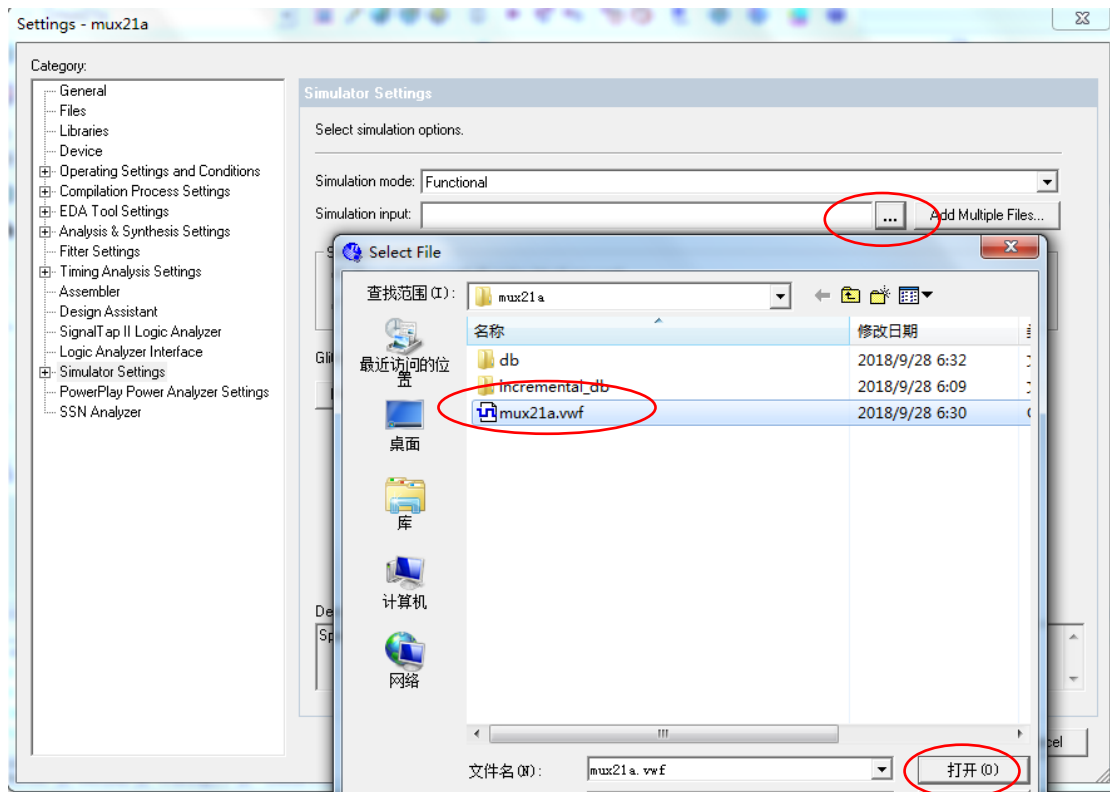 Settings - mux21a
Category:
General
Files
Libraries
Device
Operating Settings and Conditions
Compilation Process Settings
EDA Tool Settings
Analysis & Synthesis Settings
Fitter Settings
Timing Analysis Settings
Assembler
Design Assistant
SignalTap II Logic Analyzer
Logic Analyzer Interface
Simulator Settings
PowerPlay Power Analyzer Settings
SSN Analyzer
Simulator Settings
Select simulation options.
Simulation mode: Functional
Simulation input: ... Add Multiple Files...
Select File
查找范围(I): mux21a
名称 修改日期
db 2018/9/28 6:32
incremental_db 2018/9/28 6:09
mux21a.vwf 2018/9/28 6:30
最近访问的位置
桌面
库
计算机
网络
文件名(N): mux21a.vwf 打开(O)